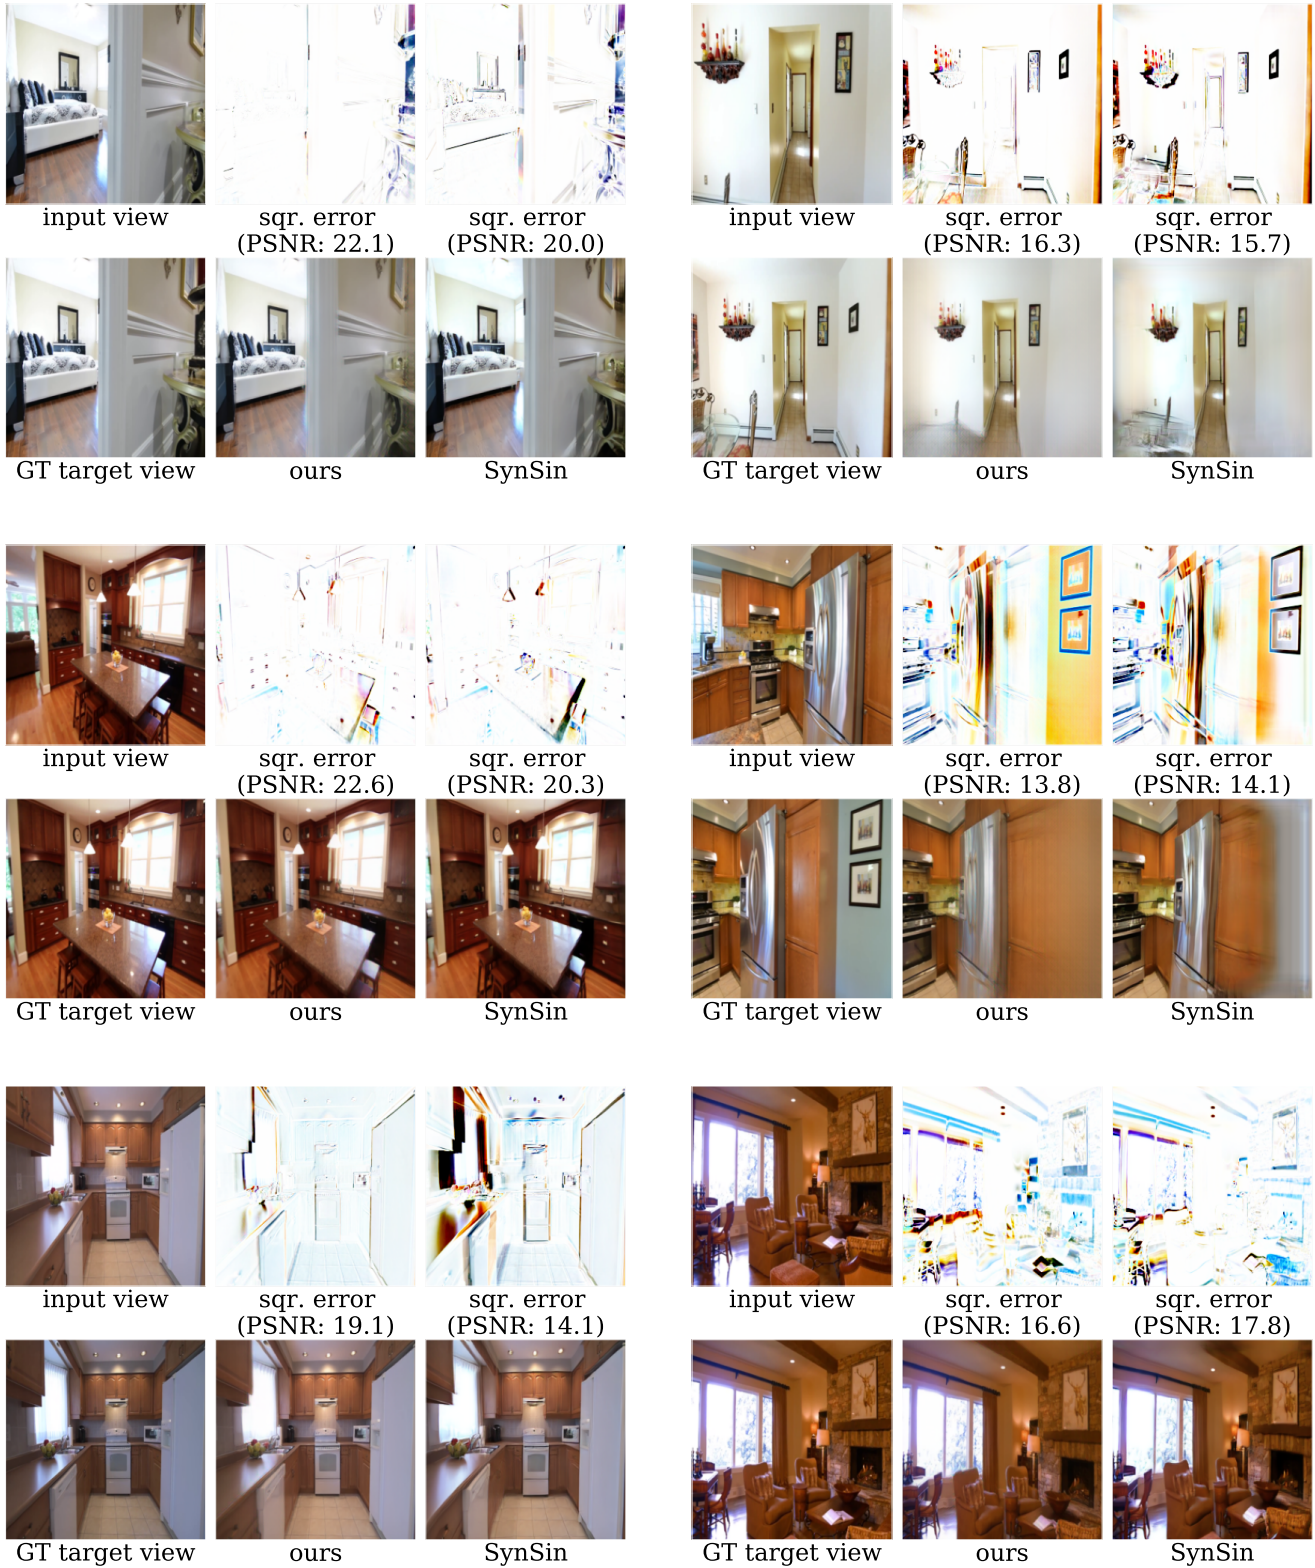 input view
sqr. error
(PSNR: 22.1)
sqr. error
(PSNR: 20.0)
GT target view
ours
SynSin
input view
sqr. error
(PSNR: 16.3)
sqr. error
(PSNR: 15.7)
GT target view
ours
SynSin
input view
sqr. error
(PSNR: 22.6)
sqr. error
(PSNR: 20.3)
GT target view
ours
SynSin
input view
sqr. error
(PSNR: 13.8)
sqr. error
(PSNR: 14.1)
GT target view
ours
SynSin
input view
sqr. error
(PSNR: 19.1)
sqr. error
(PSNR: 14.1)
GT target view
ours
SynSin
input view
sqr. error
(PSNR: 16.6)
sqr. error
(PSNR: 17.8)
GT target view
ours
SynSin